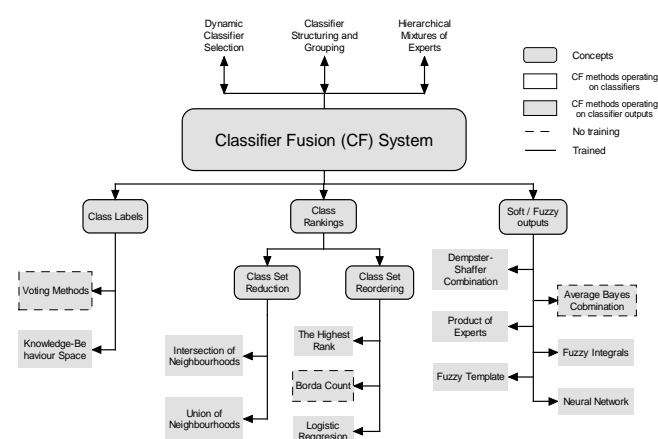 Dynamic
Classifier
Selection
Classifier
Structuring and
Grouping
Hierarchical
Mixtures of
Experts
Concepts
CF methods operating
on classifiers
CF methods operating
on classifier outputs
No training
Trained
Classifier Fusion (CF) System
Class Labels
Class
Rankings
Soft / Fuzzy
outputs
Voting Methods
Knowledge-Be
haviour Space
Class Set
Reduction
Class Set
Reordering
Intersection of
Neighbourhoods
Union of
Neighbourhoods
The Highest
Rank
Borda Count
Logistic
Reggresion
Dempster-
Shaffer
Combination
Product of
Experts
Fuzzy Template
Average Bayes
Cobmination
Fuzzy Integrals
Neural Network